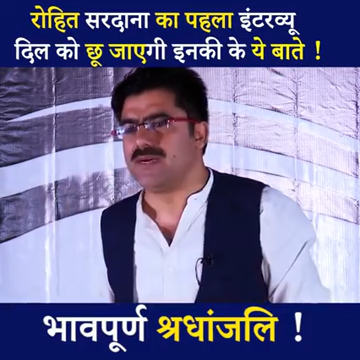 रोहित सरदाना का पहला इंटरव्यू
दिल को छू जाएगी इनकी के ये बाते !
भावपूर्ण श्रधांजलि !